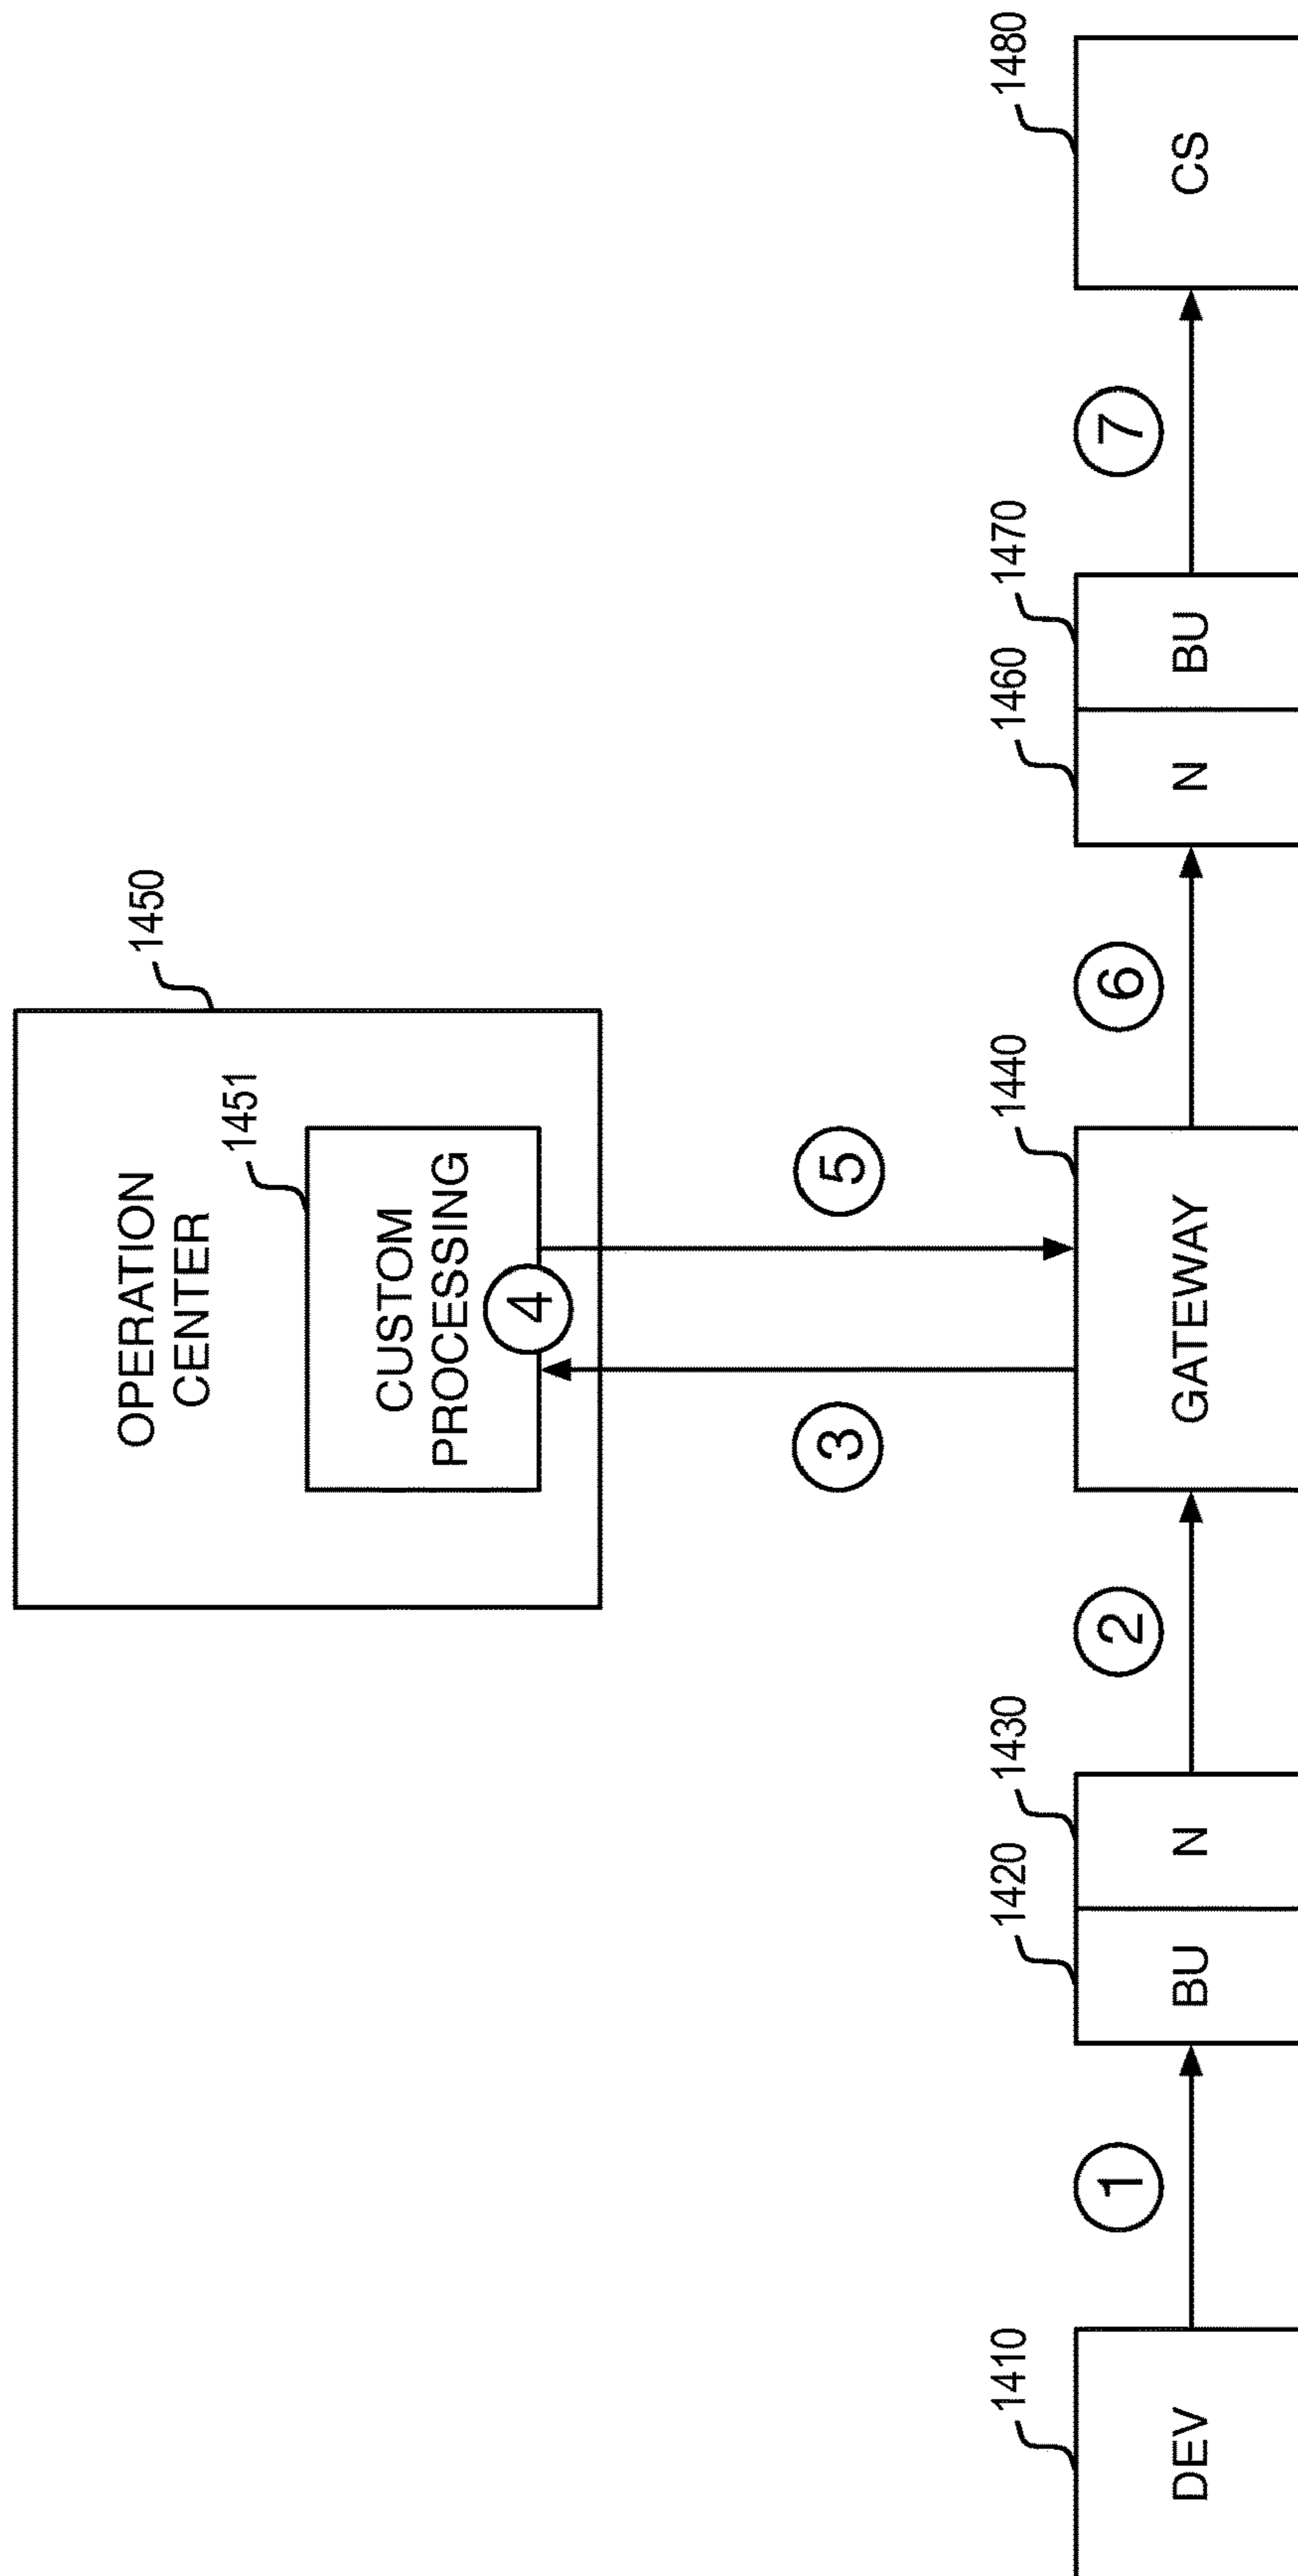 1450
OPERATION
CENTER
1451
CUSTOM
PROCESSING
4
3
5
1410
1420
1430
1440
1460
1470
1480
1
2
6
7
DEV
BU
N
GATEWAY
N
BU
CS